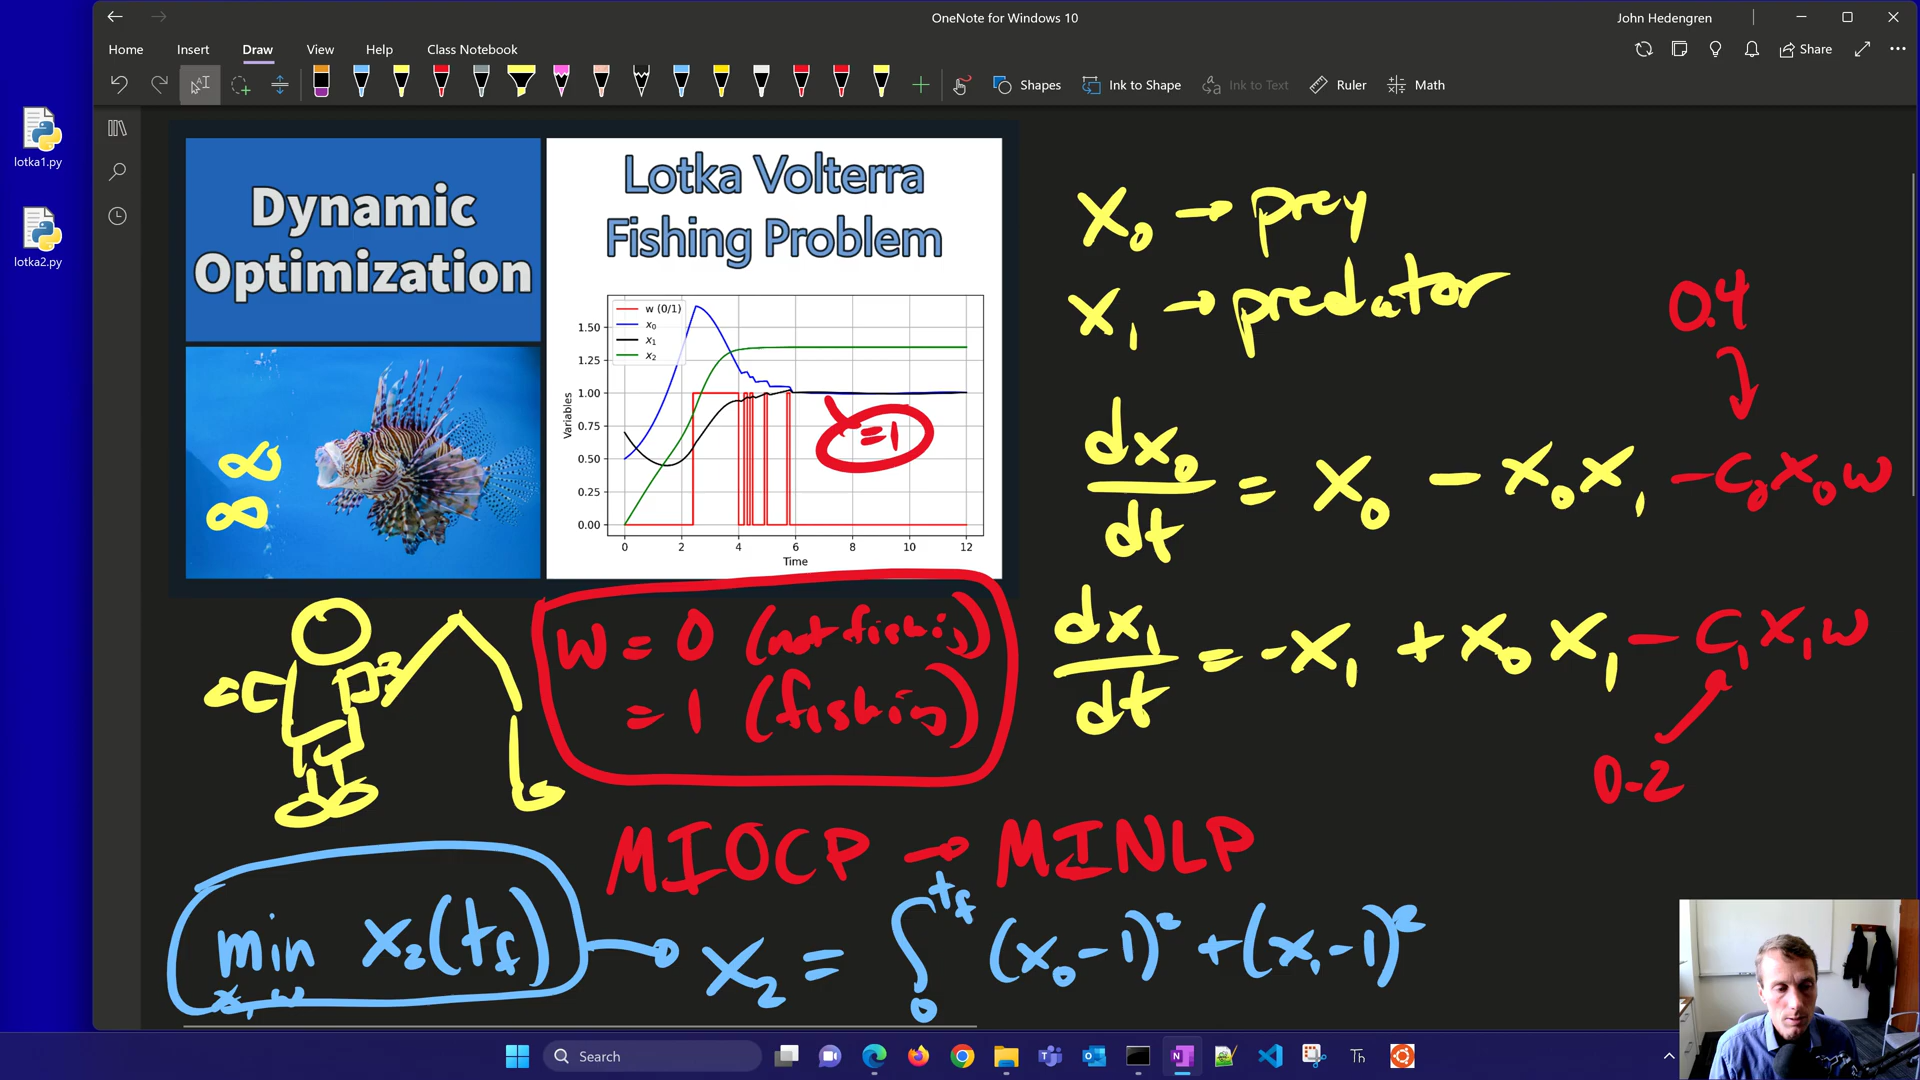 OneNote for Windows 10
John Hedengren
Home Insert Draw View Help Class Notebook
Share
Shapes Ink to Shape Ink to Text Ruler Math
lotka1.py
lotka2.py
Dynamic
Optimization
Lotka Volterra
Fishing Problem
w (0/1)
x₀
x₁
x₂
1.50
1.25
1.00
0.75
0.50
0.25
0.00
Variables
0 2 4 6 8 10 12
Time
x=1
x₀ → prey
x₁ → predator
0.4
dx₀/dt = x₀ - x₀x₁ - c₀x₀w
dx₁/dt = -x₁ + x₀x₁ - c₁x₁w
0.2
w = 0 (not fishing)
= 1 (fishing)
MIOCP → MINLP
min x₂(t_f)
x, w
x₂ = ∫₀^t_f (x₀-1)² + (x₁-1)²
Search
Th